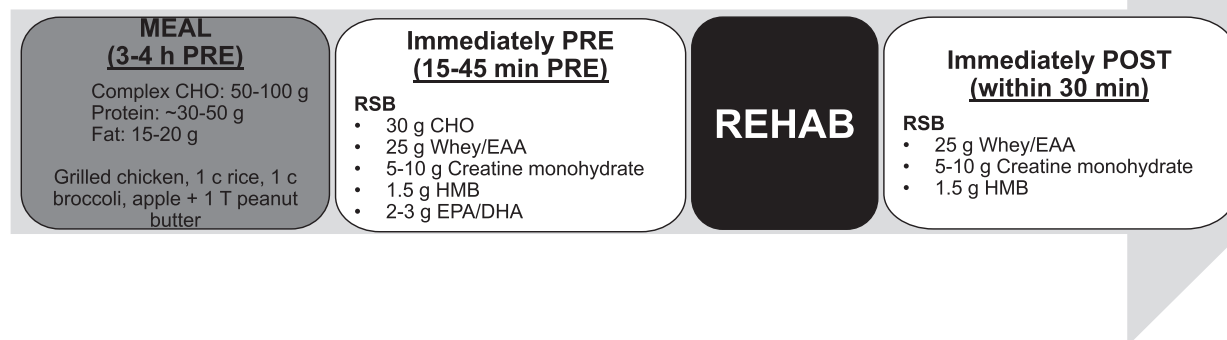 MEAL
(3-4 h PRE)
Complex CHO: 50-100 g
Protein: ~30-50 g
Fat: 15-20 g
Grilled chicken, 1 c rice, 1 c
broccoli, apple + 1 T peanut
butter
Immediately PRE
(15-45 min PRE)
RSB
• 30 g CHO
• 25 g Whey/EAA
• 5-10 g Creatine monohydrate
• 1.5 g HMB
• 2-3 g EPA/DHA
REHAB
Immediately POST
(within 30 min)
RSB
• 25 g Whey/EAA
• 5-10 g Creatine monohydrate
• 1.5 g HMB